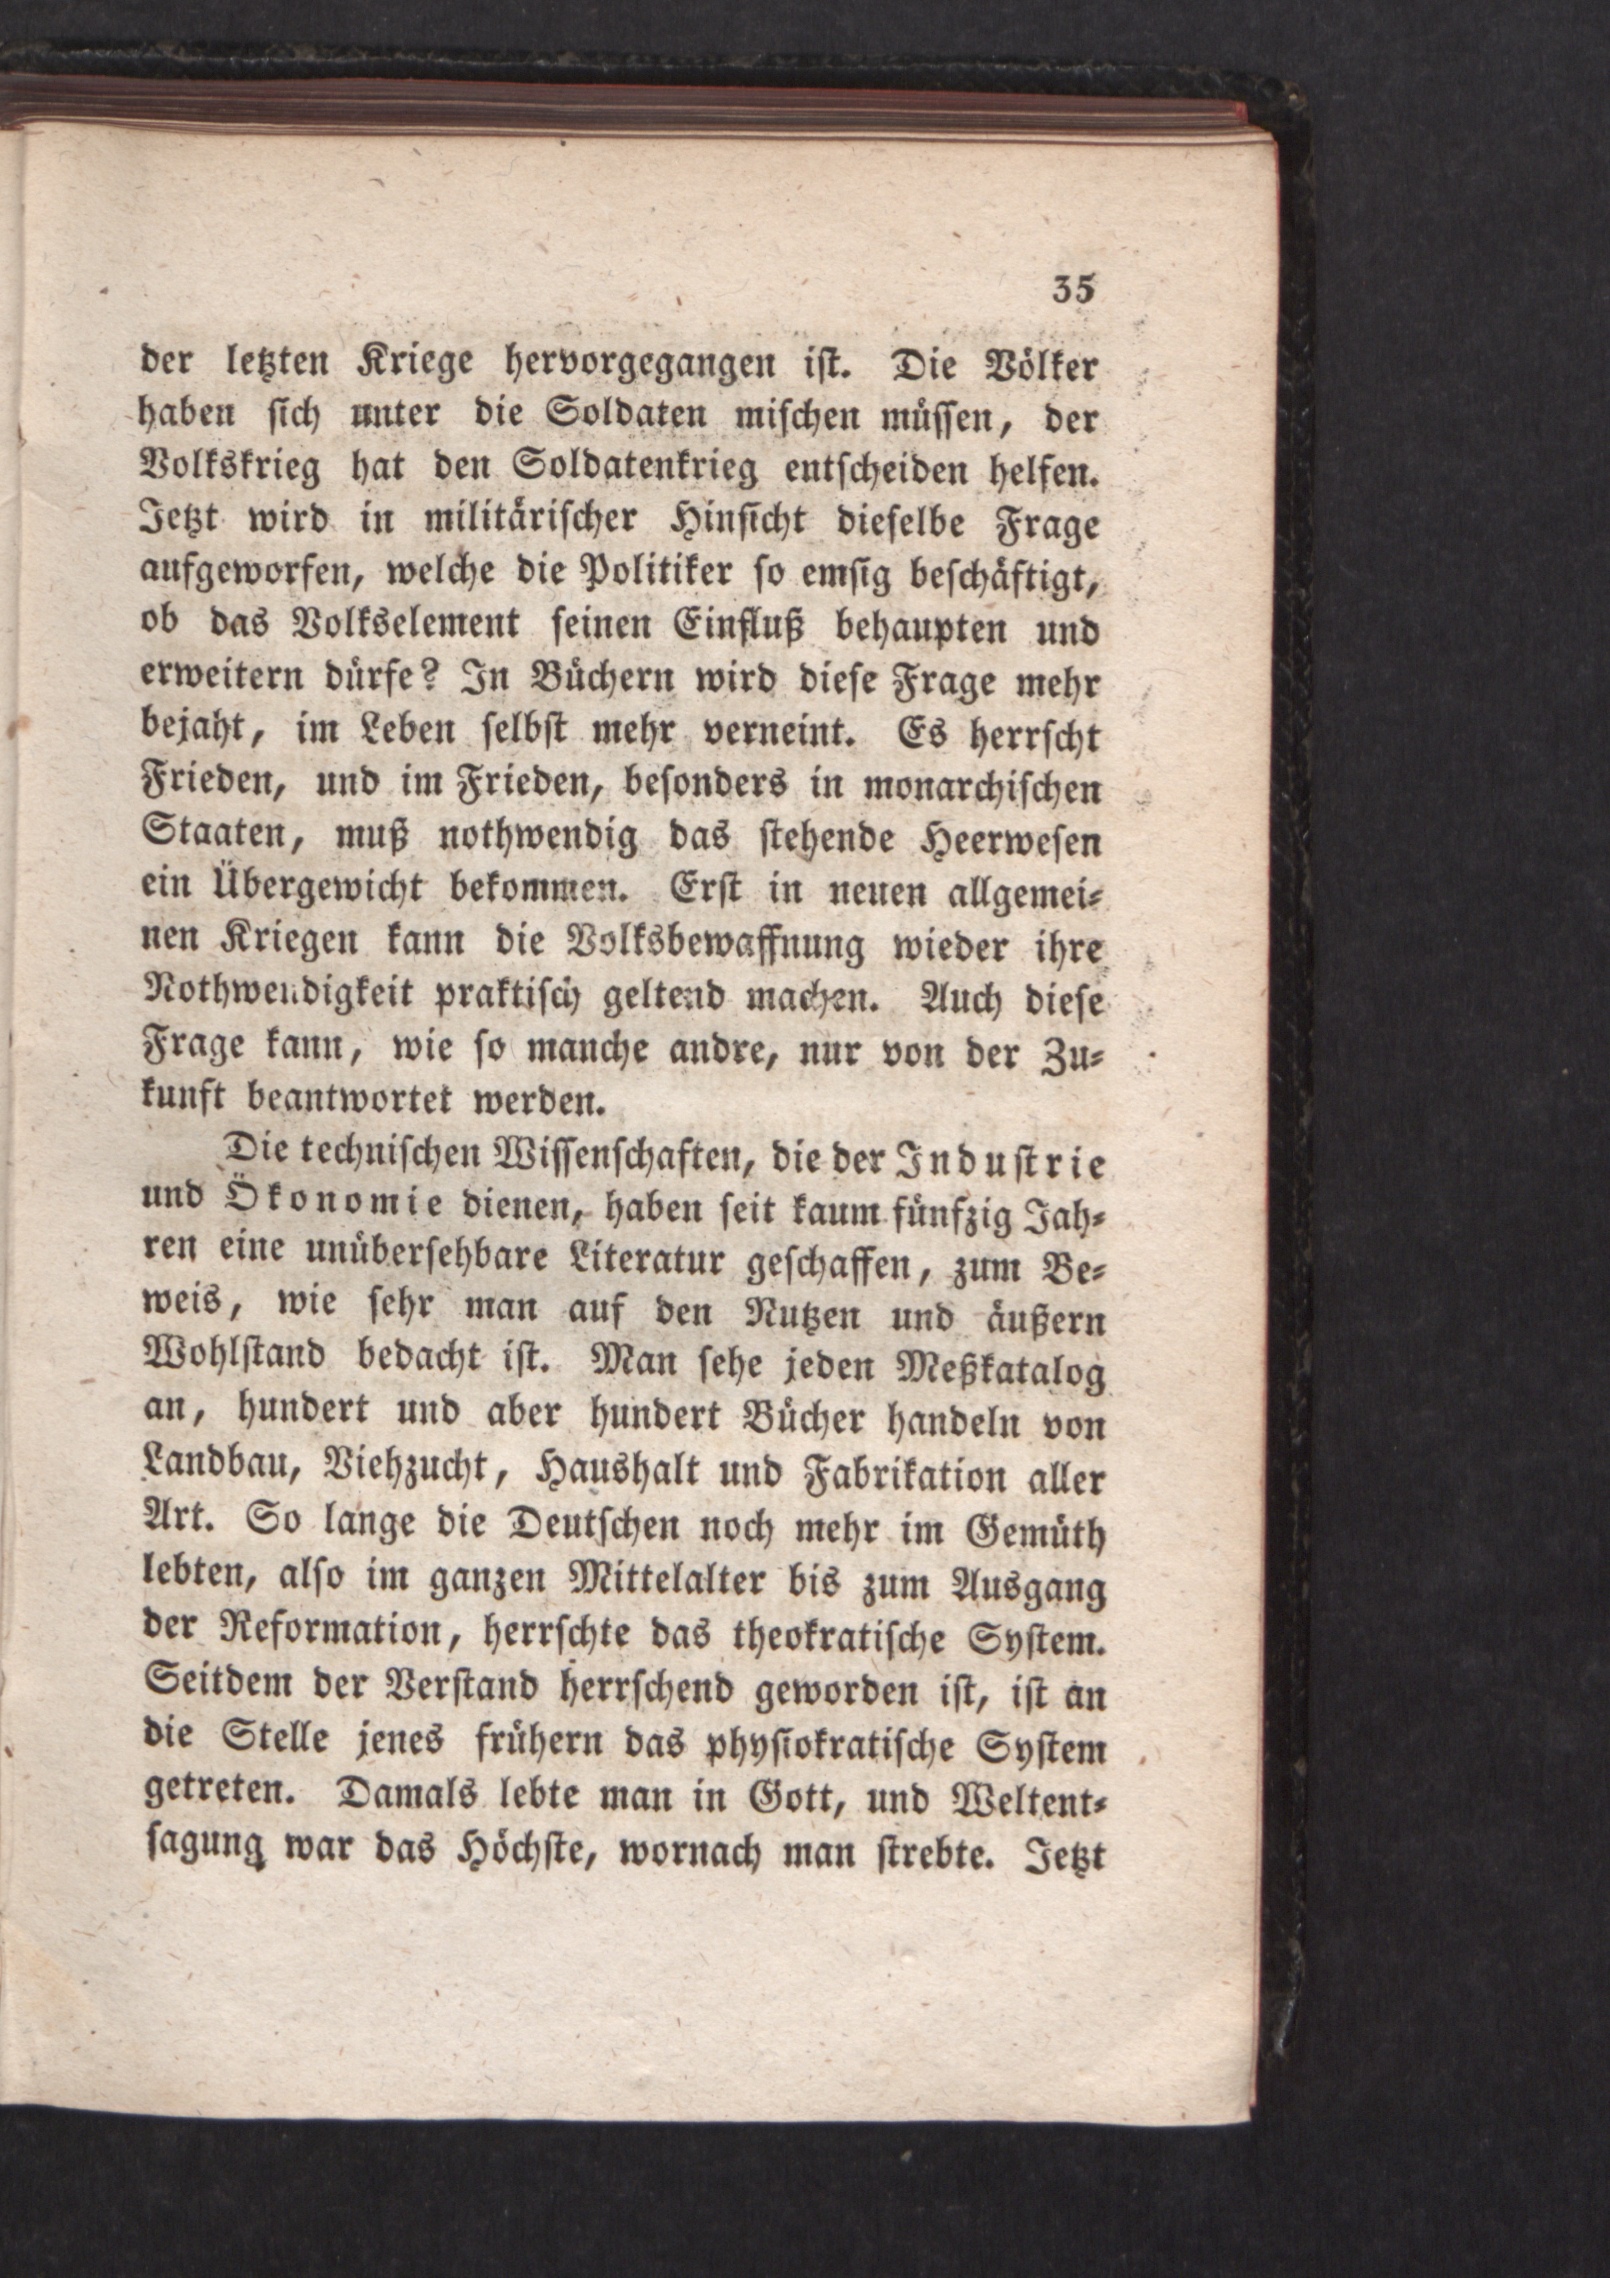 35
der letzten Kriege hervorgegangen ist. Die Völker
haben sich unter die Soldaten mischen müssen, der
Volkskrieg hat den Soldatenkrieg entscheiden helfen.
Jetzt wird in militärischer Hinsicht dieselbe Frage
aufgeworfen, welche die Politiker so emsig beschäftigt,
ob das Volkselement seinen Einfluß behaupten und
erweitern dürfe? In Büchern wird diese Frage mehr
bejaht, im Leben selbst mehr verneint. Es herrscht
Frieden, und im Frieden, besonders in monarchischen
Staaten, muß nothwendig das stehende Heerwesen
ein Übergewicht bekommen. Erst in neuen allgemei-
nen Kriegen kann die Volksbewaffnung wieder ihre
Nothwendigkeit praktisch geltend machen. Auch diese
Frage kann, wie so manche andre, nur von der Zu-
kunft beantwortet werden.
Die technischen Wissenschaften, die der Industrie
und Ökonomie dienen, haben seit kaum fünfzig Jah-
ren eine unübersehbare Literatur geschaffen, zum Be-
weis, wie sehr man auf den Nutzen und äußern
Wohlstand bedacht ist. Man sehe jeden Meßkatalog
an, hundert und aber hundert Bücher handeln von
Landbau, Viehzucht, Haushalt und Fabrikation aller
Art. So lange die Deutschen noch mehr im Gemüth
lebten, also im ganzen Mittelalter bis zum Ausgang
der Reformation, herrschte das theokratische System.
Seitdem der Verstand herrschend geworden ist, ist an
die Stelle jenes frühern das physiokratische System
getreten. Damals lebte man in Gott, und Weltent-
sagung war das Höchste, wornach man strebte. Jetzt